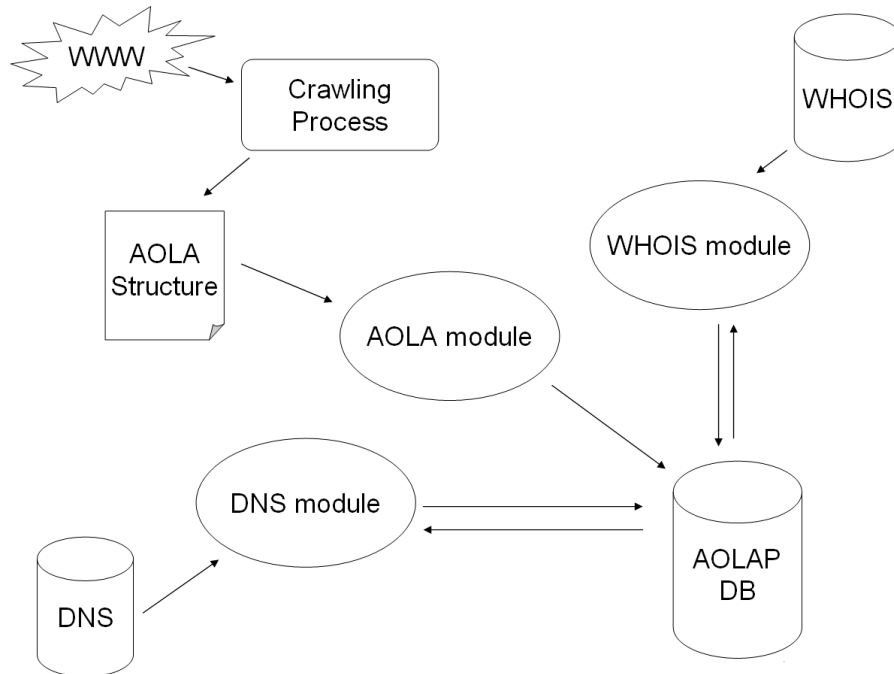 WWW
Crawling
Process
WHOIS
AOLA
Structure
WHOIS module
AOLA module
DNS module
AOLAP
DB
DNS